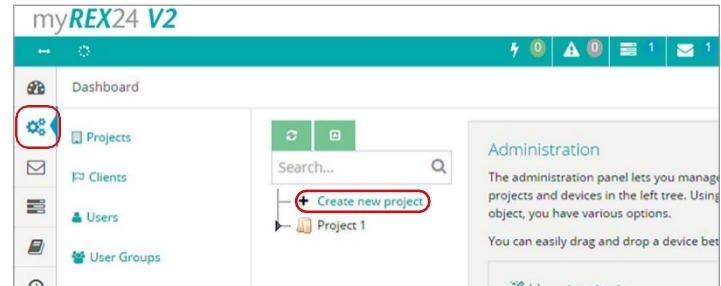 myREX24 V2
0
0
1
1
Dashboard
Projects
Clients
Users
User Groups
Search...
Create new project
Project 1
Administration
The administration panel lets you manage
projects and devices in the left tree. Using
object, you have various options.
You can easily drag and drop a device bet